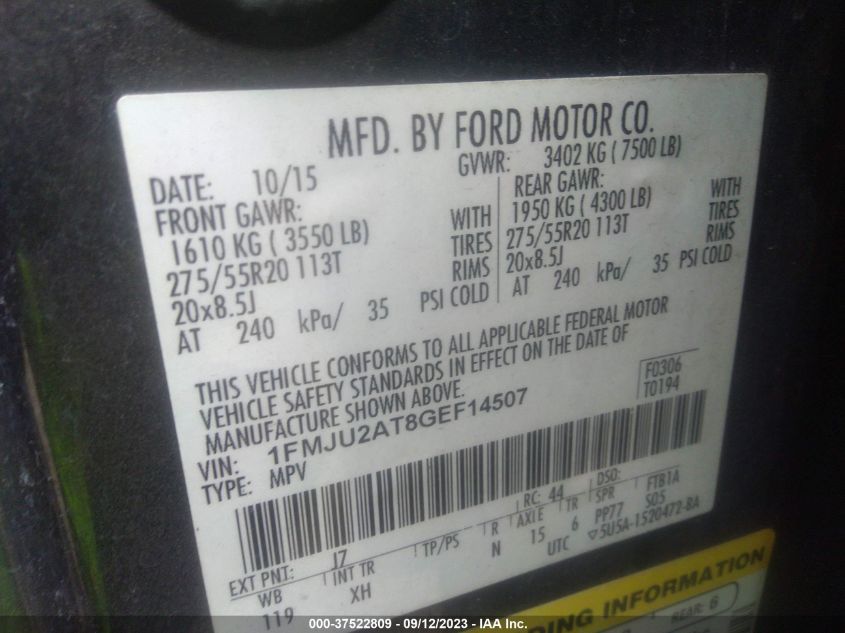 MFD. BY FORD MOTOR CO.
DATE: 10/15 GVWR: 3402 KG ( 7500 LB)
FRONT GAWR: REAR GAWR:
1610 KG ( 3550 LB) WITH 1950 KG ( 4300 LB) WITH
275/55R20 113T TIRES 275/55R20 113T TIRES
20x8.5J RIMS 20x8.5J RIMS
AT 240 kPa/ 35 PSI COLD AT 240 kPa/ 35 PSI COLD
THIS VEHICLE CONFORMS TO ALL APPLICABLE FEDERAL MOTOR
VEHICLE SAFETY STANDARDS IN EFFECT ON THE DATE OF
MANUFACTURE SHOWN ABOVE.
F0306
T0194
VIN: 1FMJU2AT8GEF14507
TYPE: MPV
EXT PNT: J7 RC: 44 DSO:
WB INT TR TP/PS R AXLE TR SPR FTB1A
119 XH N 15 6 PP77 S05
UTC 5U5A-1520472-BA
DING INFORMATION
REAR: 6
000-37522809 - 09/12/2023 - IAA Inc.